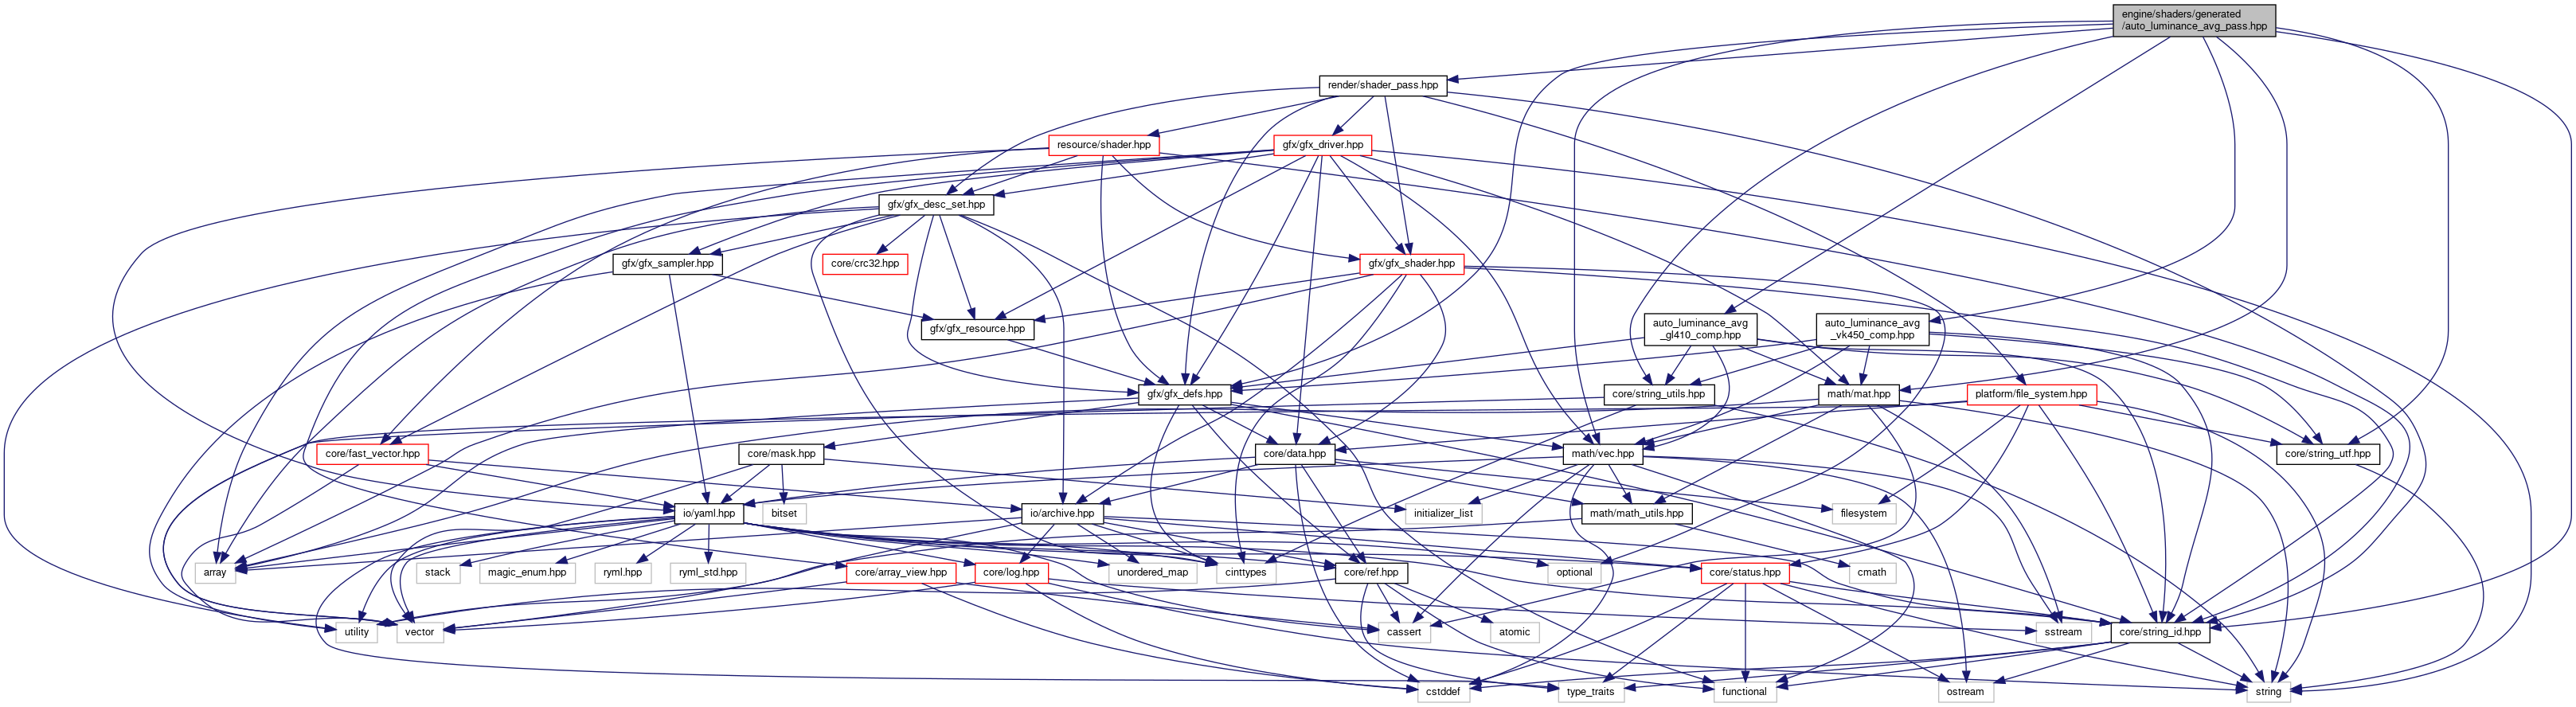 engine/shaders/generated
/auto_luminance_avg_pass.hpp
render/shader_pass.hpp
resource/shader.hpp
gfx/gfx_driver.hpp
gfx/gfx_desc_set.hpp
gfx/gfx_sampler.hpp
core/crc32.hpp
gfx/gfx_shader.hpp
gfx/gfx_resource.hpp
auto_luminance_avg
_gl410_comp.hpp
auto_luminance_avg
_vk450_comp.hpp
gfx/gfx_defs.hpp
core/string_utils.hpp
math/mat.hpp
platform/file_system.hpp
core/fast_vector.hpp
core/mask.hpp
core/data.hpp
math/vec.hpp
core/string_utf.hpp
io/yaml.hpp
bitset
io/archive.hpp
initializer_list
math/math_utils.hpp
filesystem
array
stack
magic_enum.hpp
ryml.hpp
ryml_std.hpp
core/array_view.hpp
core/log.hpp
unordered_map
cinttypes
core/ref.hpp
optional
core/status.hpp
cmath
utility
vector
cassert
atomic
sstream
core/string_id.hpp
cstddef
type_traits
functional
ostream
string